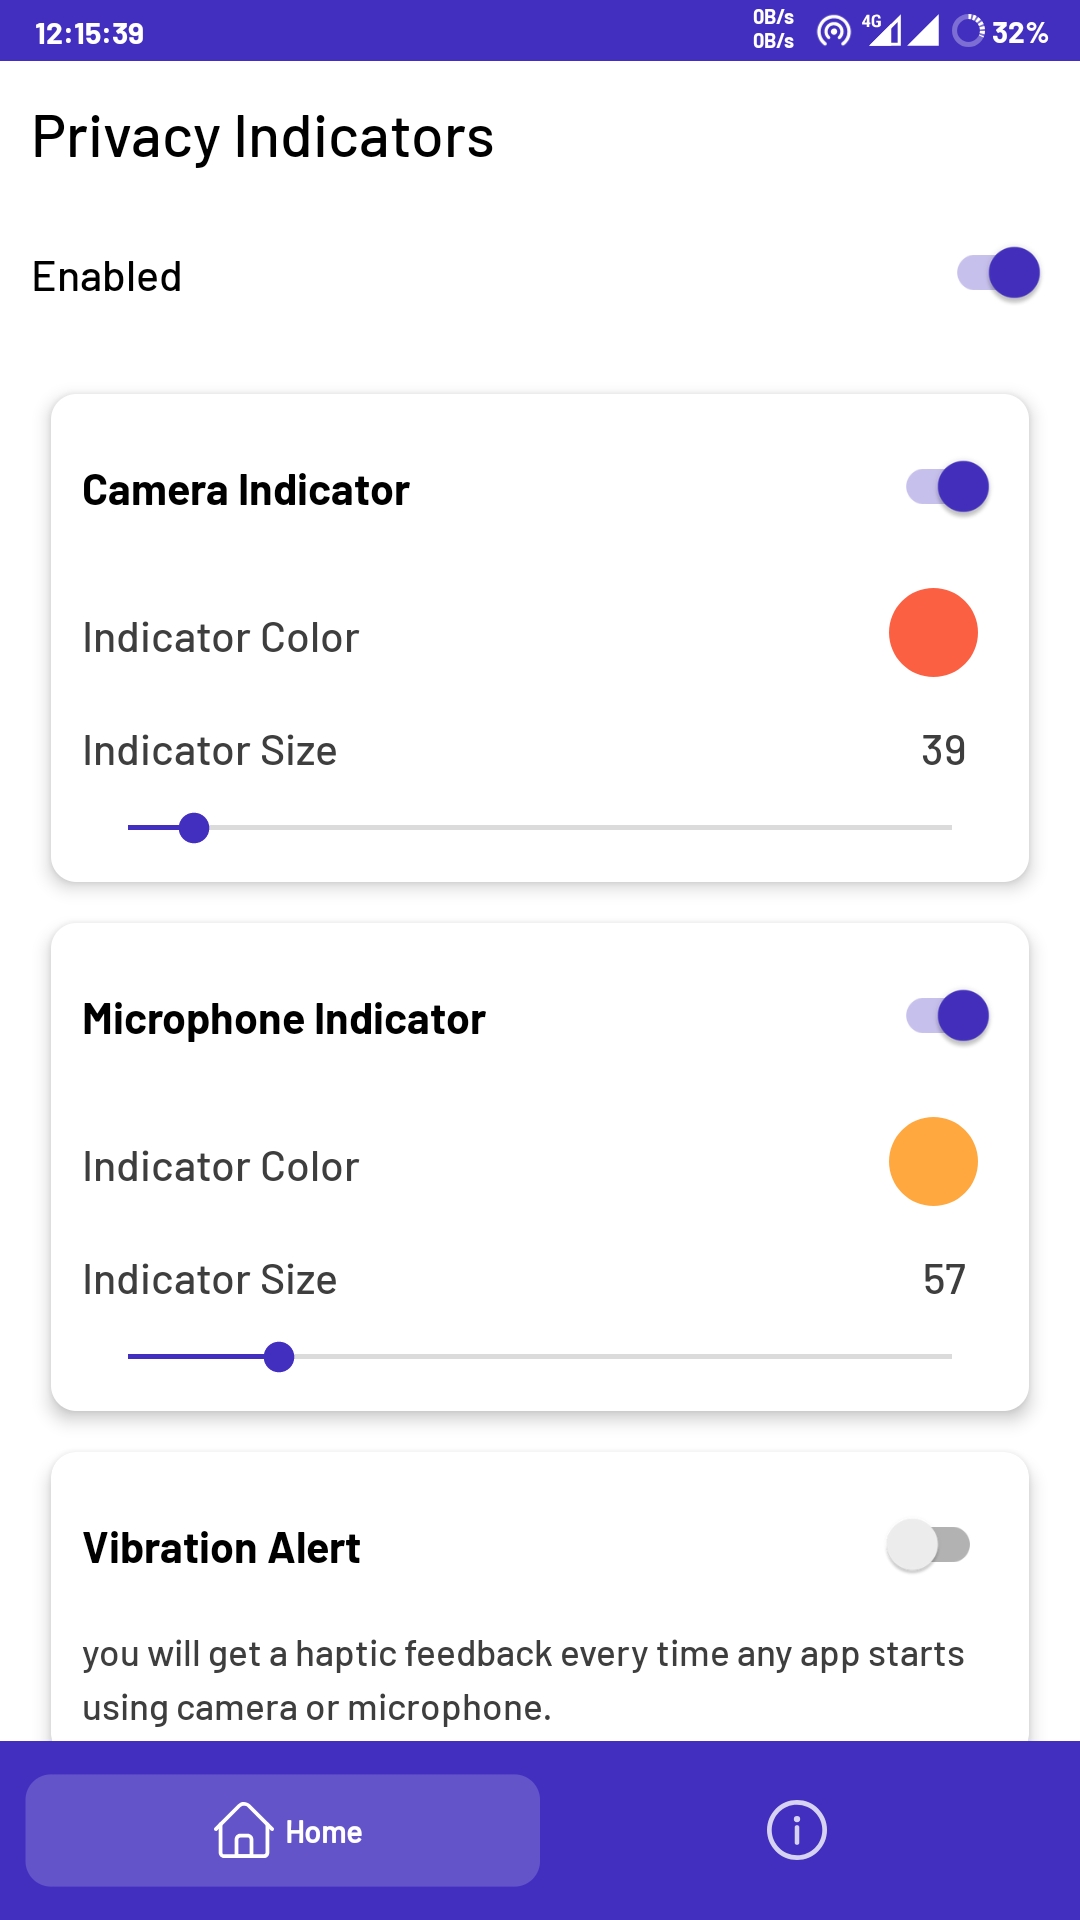 12:15:39
0B/s
0B/s
4G
32%
Privacy Indicators
Enabled
Camera Indicator
Indicator Color
Indicator Size 39
Microphone Indicator
Indicator Color
Indicator Size 57
Vibration Alert
you will get a haptic feedback every time any app starts
using camera or microphone.
Home